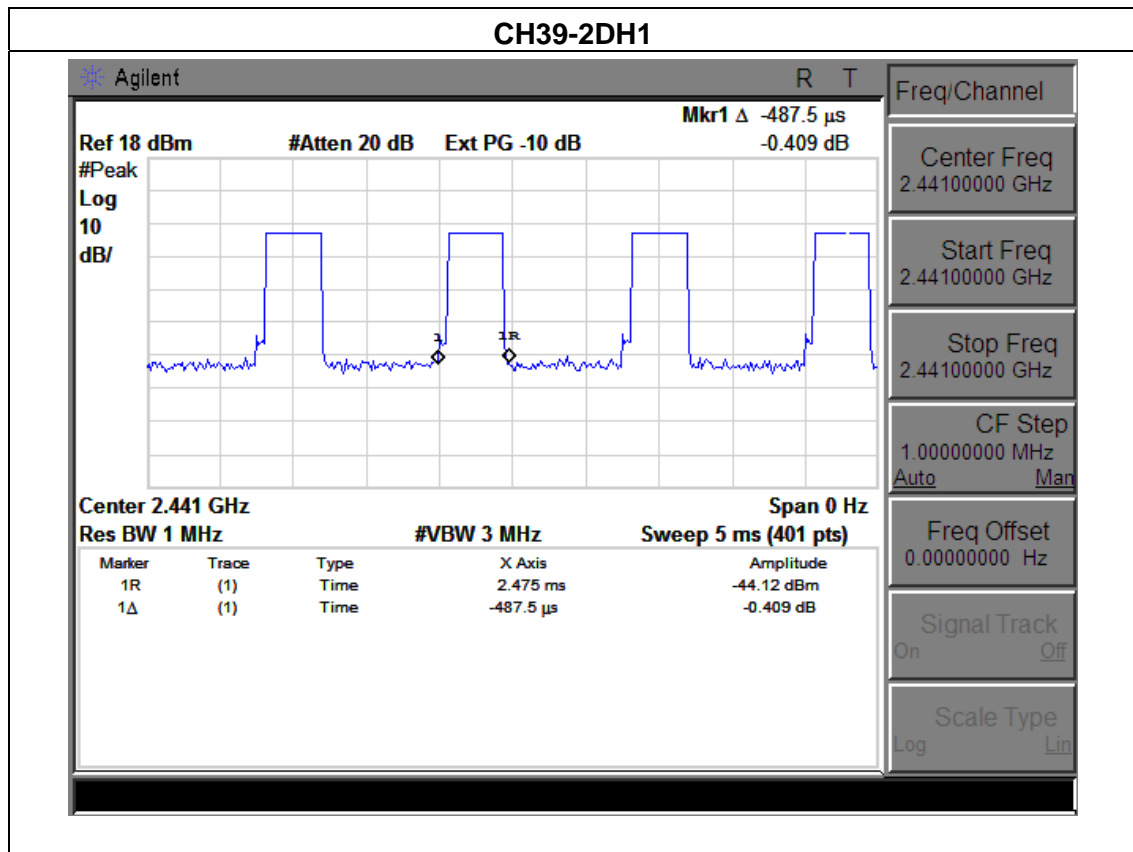 CH39-2DH1
Agilent R T
Mkr1 Δ -487.5 µs
Ref 18 dBm #Atten 20 dB Ext PG -10 dB -0.409 dB
#Peak
Log
10
dB/
1 1R
Center 2.441 GHz Span 0 Hz
Res BW 1 MHz #VBW 3 MHz Sweep 5 ms (401 pts)
Marker Trace Type X Axis Amplitude
1R (1) Time 2.475 ms -44.12 dBm
1Δ (1) Time -487.5 µs -0.409 dB
Freq/Channel
Center Freq
2.44100000 GHz
Start Freq
2.44100000 GHz
Stop Freq
2.44100000 GHz
CF Step
1.00000000 MHz
Auto Man
Freq Offset
0.00000000 Hz
Signal Track
On Off
Scale Type
Log Lin